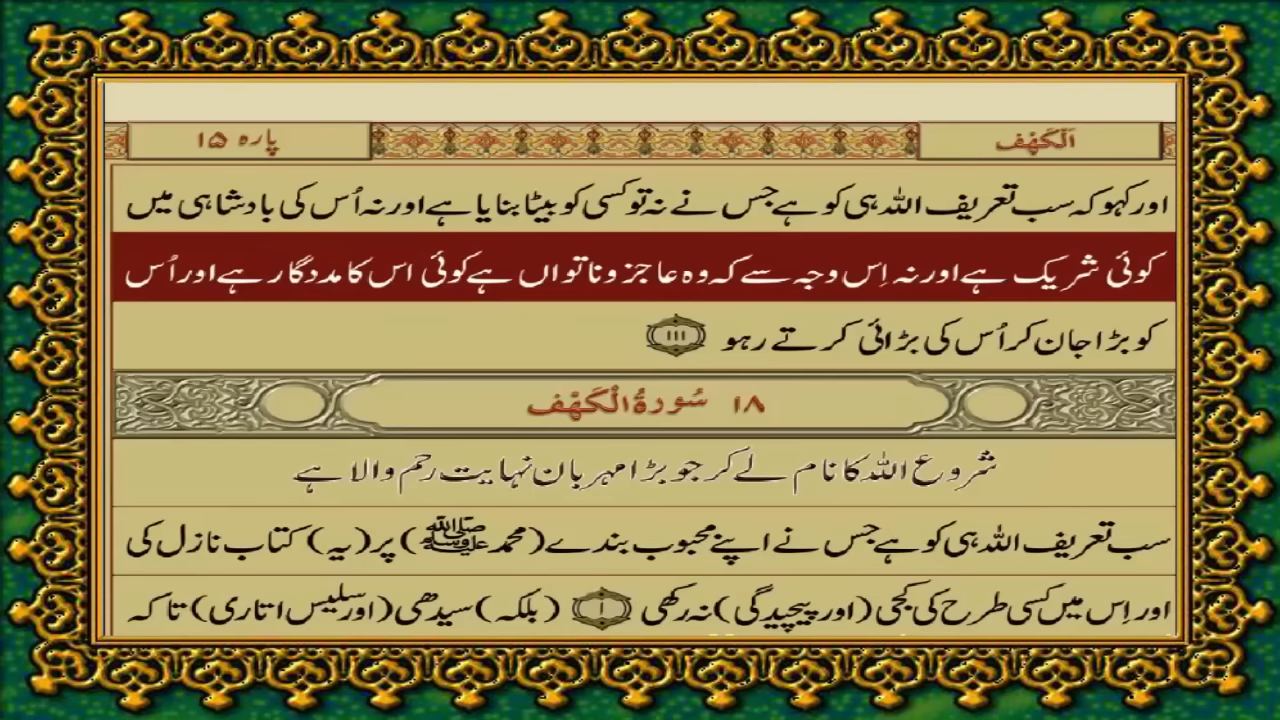 اَلْكَهْف پارہ ۱۵
اور کہو کہ سب تعریف اللہ ہی کو ہے جس نے نہ تو کسی کو بیٹا بنایا ہے اور نہ اُس کی بادشاہی میں
کوئی شریک ہے اور نہ اِس وجہ سے کہ وہ عاجز و ناتواں ہے کوئی اس کا مددگار ہے اور اُس
کو بڑا جان کر اُس کی بڑائی کرتے رہو ۱۱۱
۱۸ سُورۃُالْكَهْف
شروع اللہ کا نام لے کر جو بڑا مہربان نہایت رحم والا ہے
سب تعریف اللہ ہی کو ہے جس نے اپنے محبوب بندے (محمد ﷺ) پر (یہ) کتاب نازل کی
اور اِس میں کسی طرح کی کجی (اور پیچیدگی) نہ رکھی ۱ (بلکہ) سیدھی (اور سلیس اتاری) تاکہ